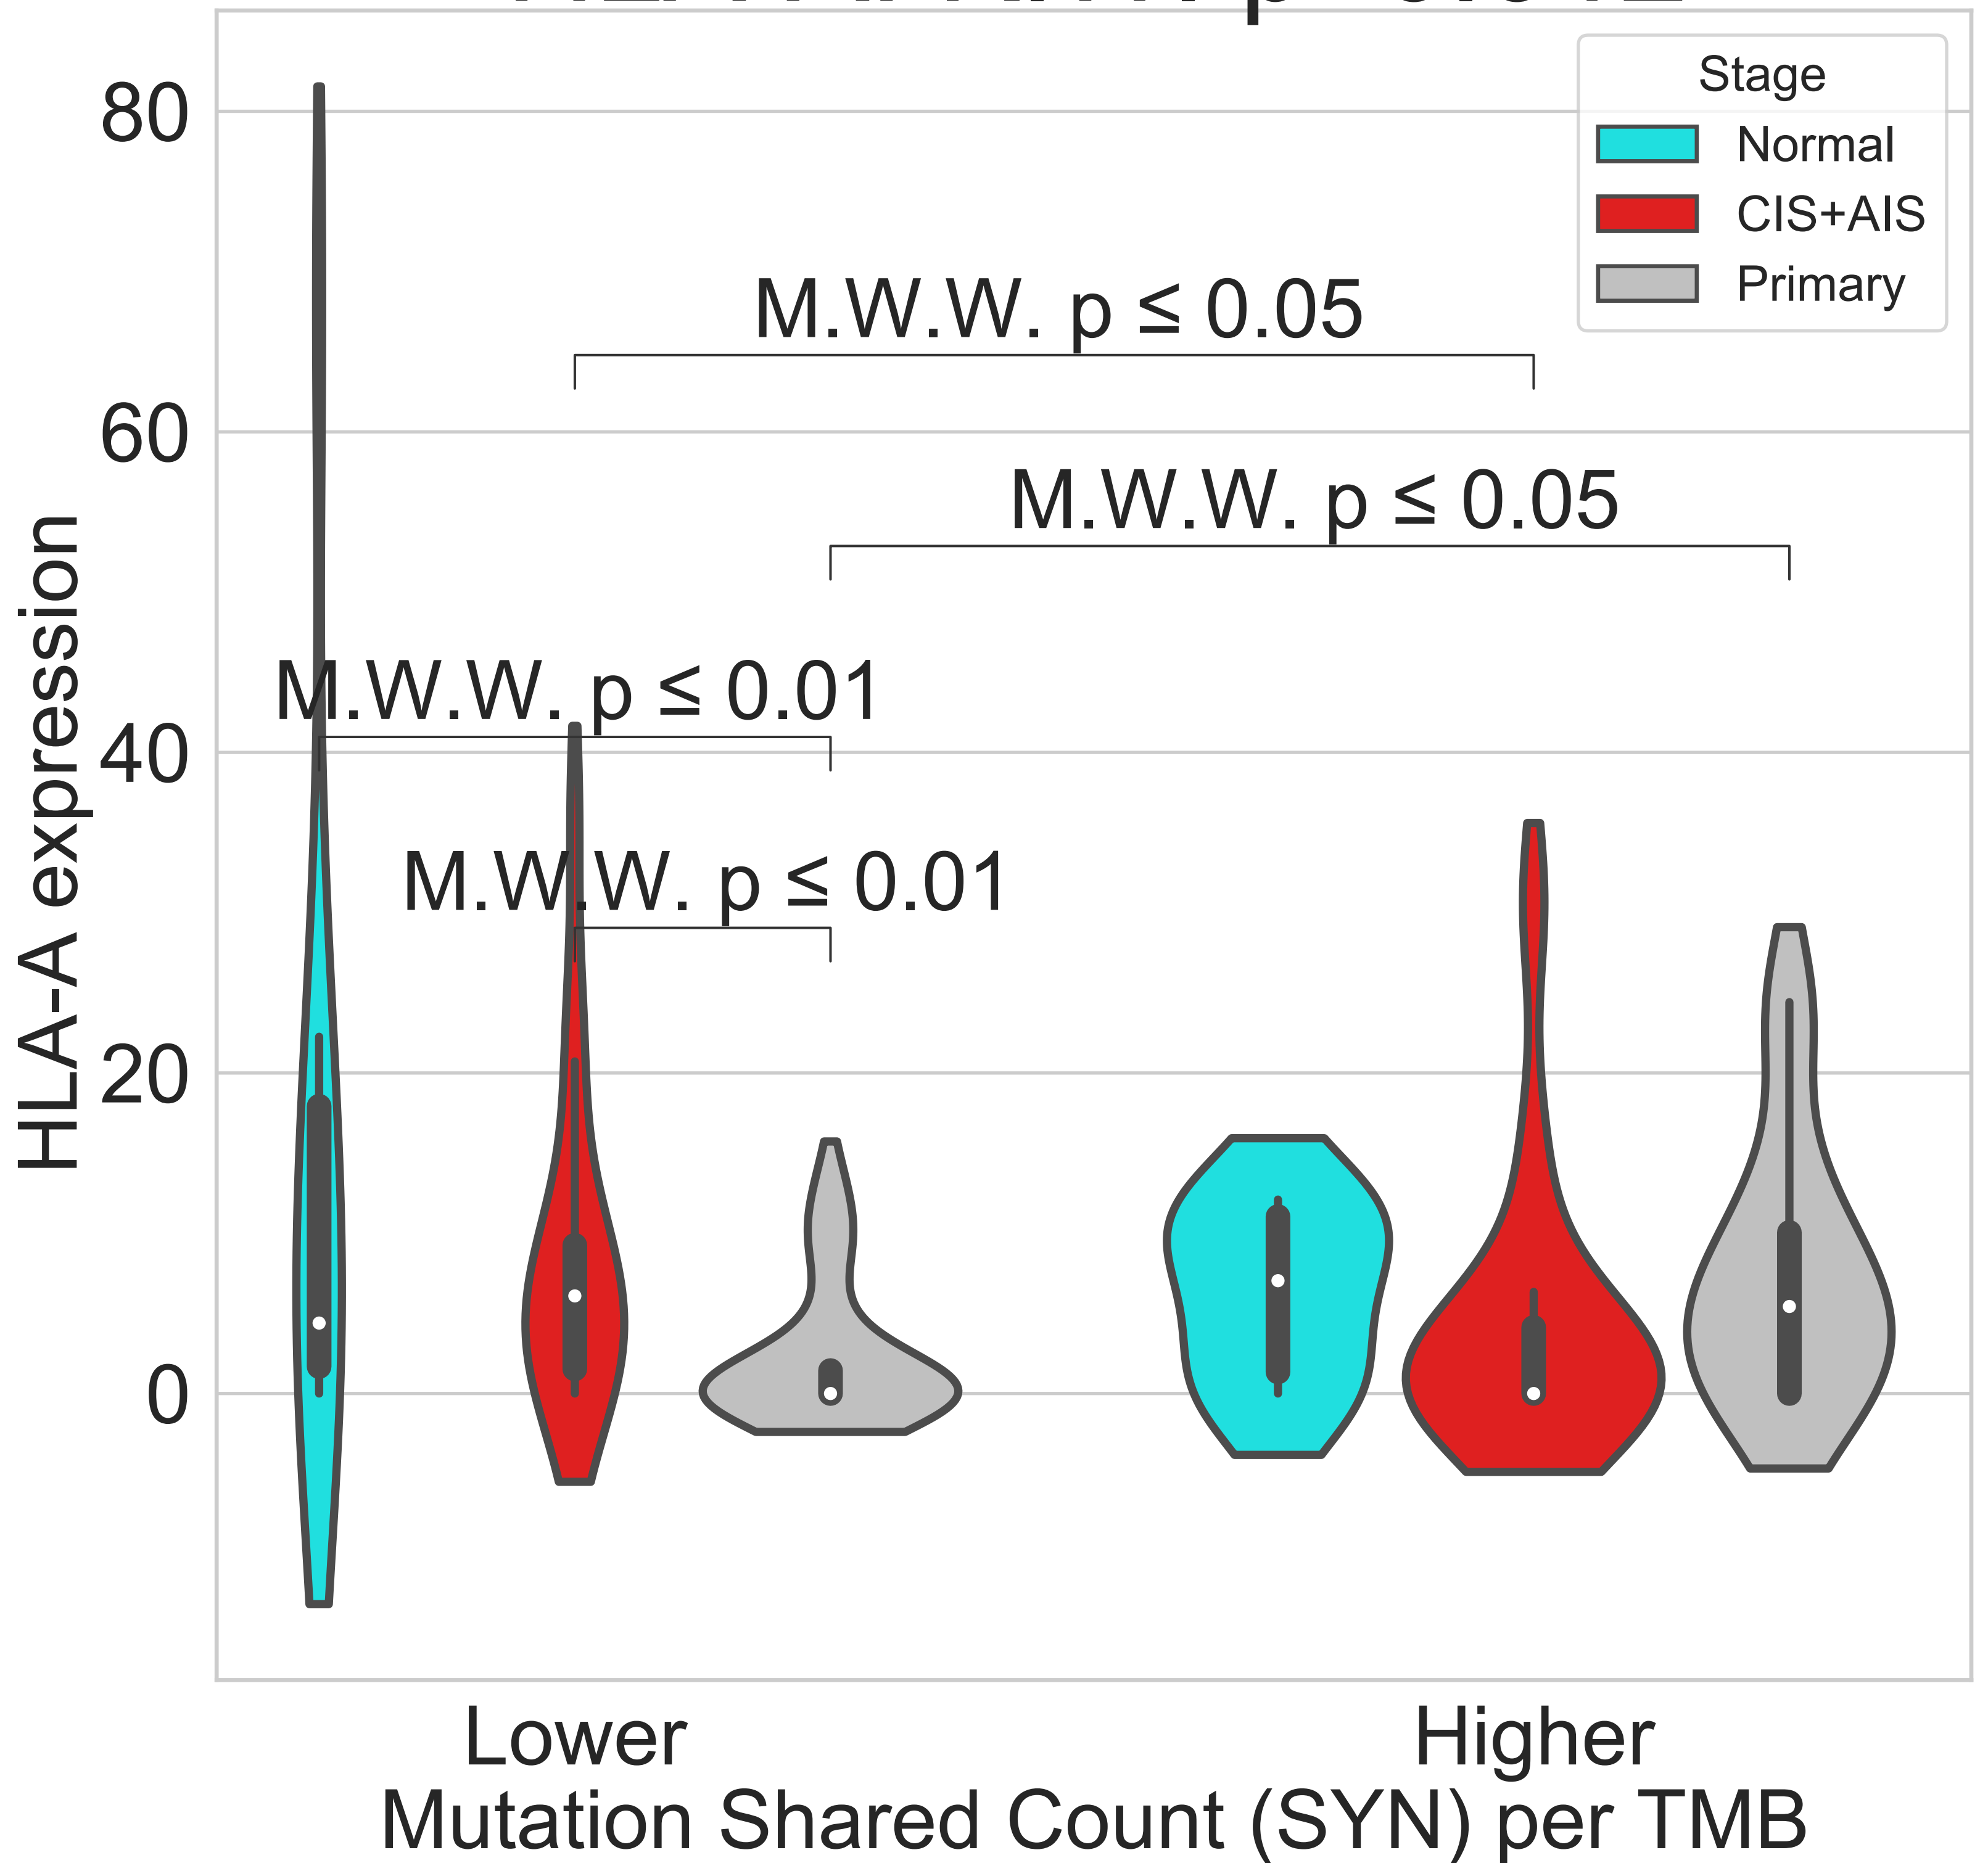 Stage
Normal
CIS+AIS
Primary
M.W.W. p ≤ 0.05
M.W.W. p ≤ 0.05
M.W.W. p ≤ 0.01
M.W.W. p ≤ 0.01
80
60
40
20
0
HLA-A expression
Lower
Higher
Mutation Shared Count (SYN) per TMB